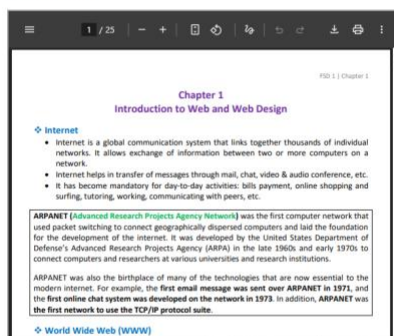 1 / 25
FSD 1 | Chapter 1
Chapter 1
Introduction to Web and Web Design
Internet
• Internet is a global communication system that links together thousands of individual
networks. It allows exchange of information between two or more computers on a
network.
• Internet helps in transfer of messages through mail, chat, video & audio conference, etc.
• It has become mandatory for day-to-day activities: bills payment, online shopping and
surfing, tutoring, working, communicating with peers, etc.
ARPANET (Advanced Research Projects Agency Network) was the first computer network that
used packet switching to connect geographically dispersed computers and laid the foundation
for the development of the internet. It was developed by the United States Department of
Defense's Advanced Research Projects Agency (ARPA) in the late 1960s and early 1970s to
connect computers and researchers at various universities and research institutions.
ARPANET was also the birthplace of many of the technologies that are now essential to the
modern internet. For example, the first email message was sent over ARPANET in 1971, and
the first online chat system was developed on the network in 1973. In addition, ARPANET was
the first network to use the TCP/IP protocol suite.
World Wide Web (WWW)